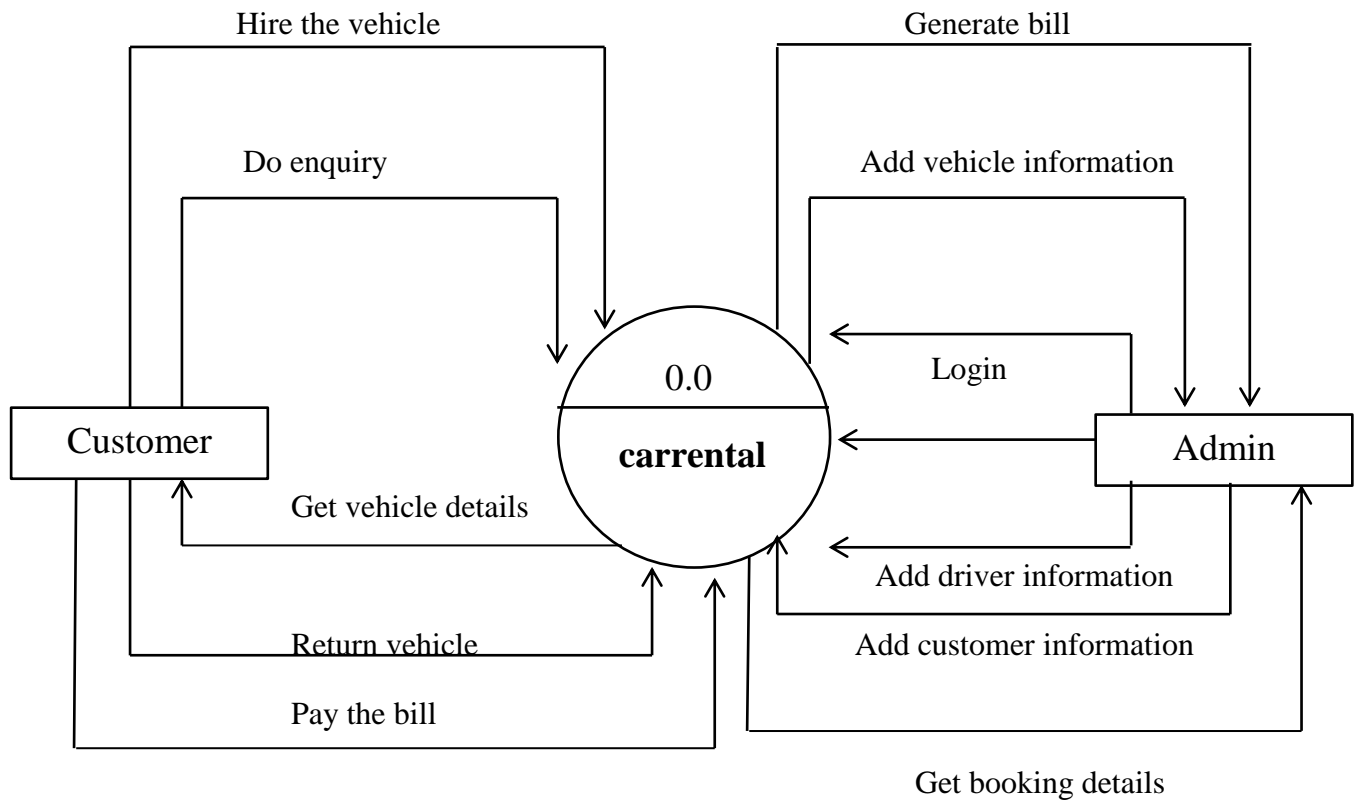 Hire the vehicle
Generate bill
Do enquiry
Add vehicle information
Login
0.0
carrental
Customer
Admin
Get vehicle details
Add driver information
Return vehicle
Add customer information
Pay the bill
Get booking details